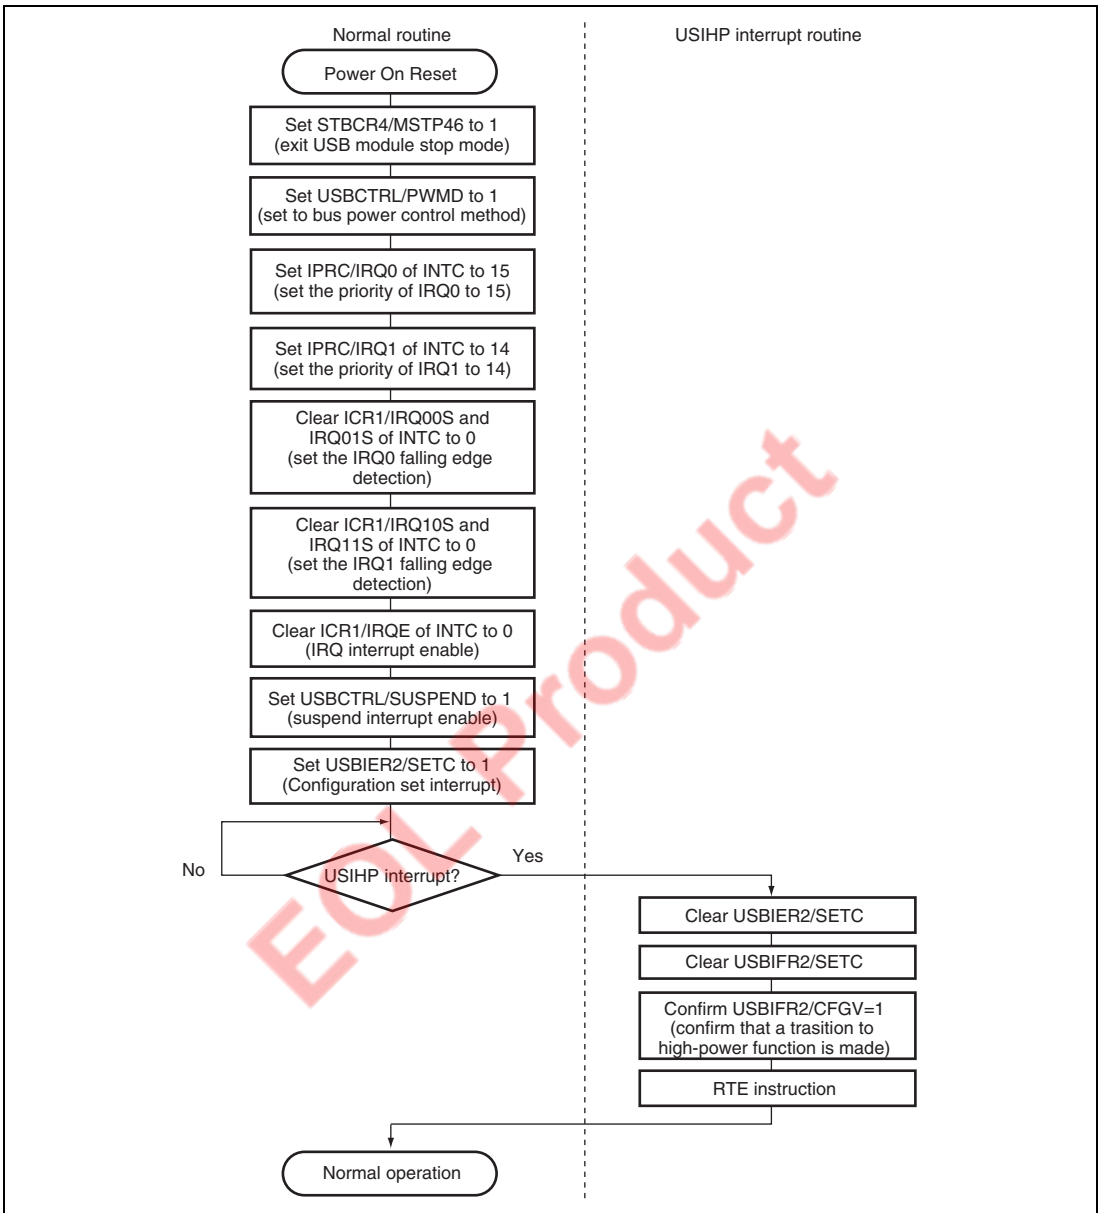 Normal routine
USIHP interrupt routine
Power On Reset
Set STBCR4/MSTP46 to 1
(exit USB module stop mode)
Set USBCTRL/PWMD to 1
(set to bus power control method)
Set IPRC/IRQ0 of INTC to 15
(set the priority of IRQ0 to 15)
Set IPRC/IRQ1 of INTC to 14
(set the priority of IRQ1 to 14)
Clear ICR1/IRQ00S and
IRQ01S of INTC to 0
(set the IRQ0 falling edge
detection)
Clear ICR1/IRQ10S and
IRQ11S of INTC to 0
(set the IRQ1 falling edge
detection)
Clear ICR1/IRQE of INTC to 0
(IRQ interrupt enable)
Set USBCTRL/SUSPEND to 1
(suspend interrupt enable)
Set USBIER2/SETC to 1
(Configuration set interrupt)
No
USIHP interrupt?
Yes
Clear USBIER2/SETC
Clear USBIFR2/SETC
Confirm USBIFR2/CFGV=1
(confirm that a trasition to
high-power function is made)
RTE instruction
Normal operation
EOL Product